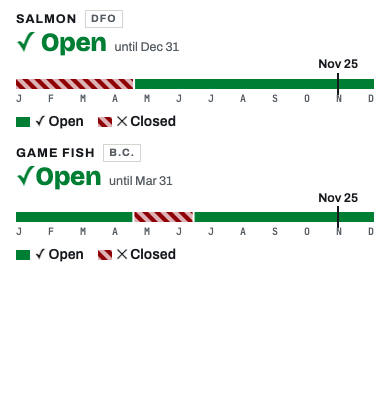 SALMON DFO
✓ Open until Dec 31
Nov 25
J F M A M J J A S O N D
✓ Open ✕ Closed
GAME FISH B.C.
✓ Open until Mar 31
Nov 25
J F M A M J J A S O N D
✓ Open ✕ Closed